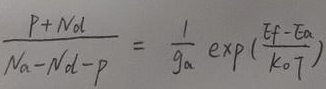 (P + Nd) / (Na - Nd - p) = (1 / ga) exp((Ef - Ea) / (k0T))